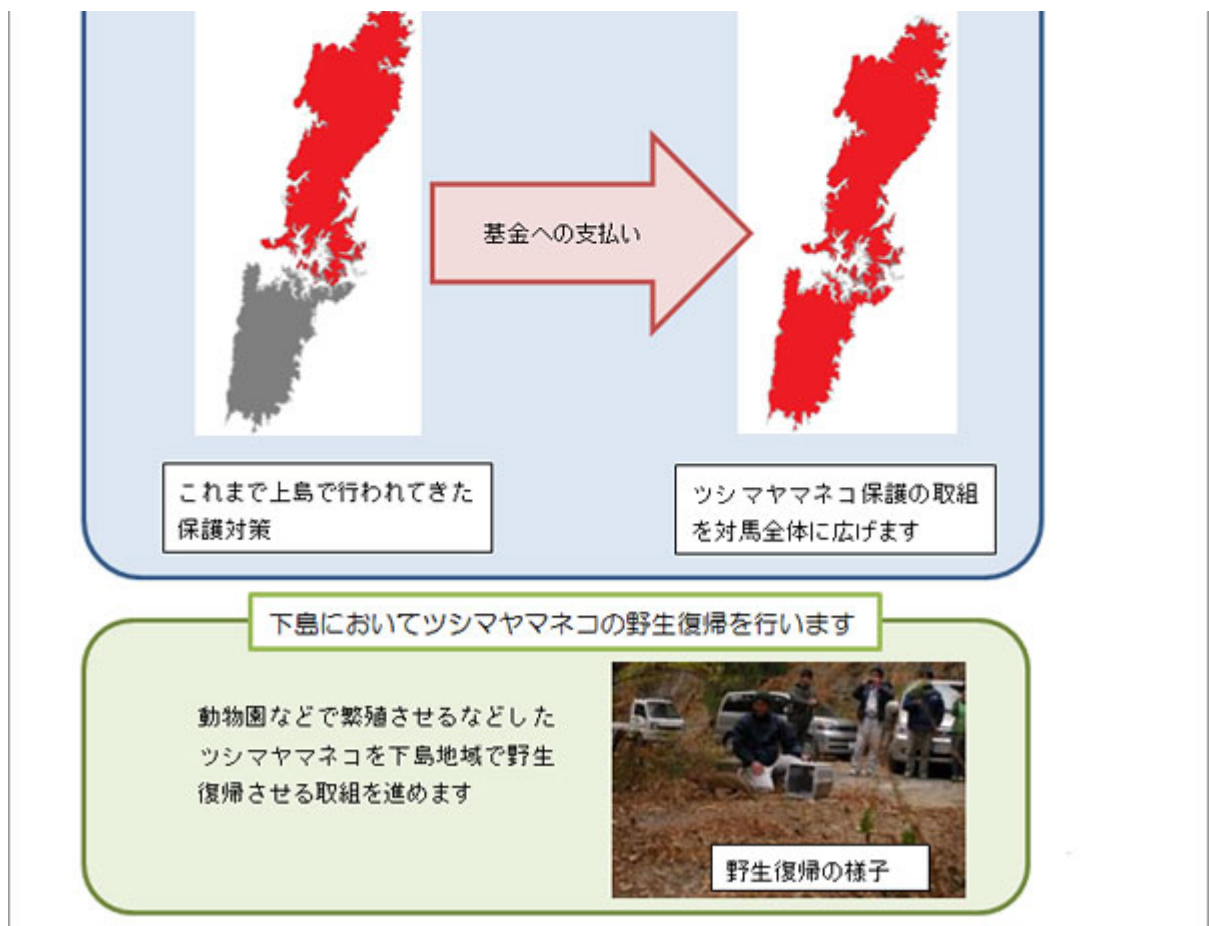 基金への支払い
これまで上島で行われてきた
保護対策
ツシマヤマネコ保護の取組
を対馬全体に広げます
下島においてツシマヤマネコの野生復帰を行います
動物園などで繁殖させるなどした
ツシマヤマネコを下島地域で野生
復帰させる取組を進めます
野生復帰の様子